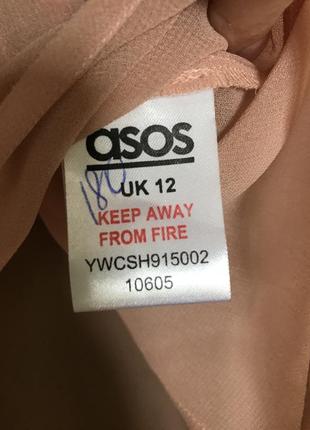 asos
UK 12
KEEP AWAY
FROM FIRE
YWCSH915002
10605